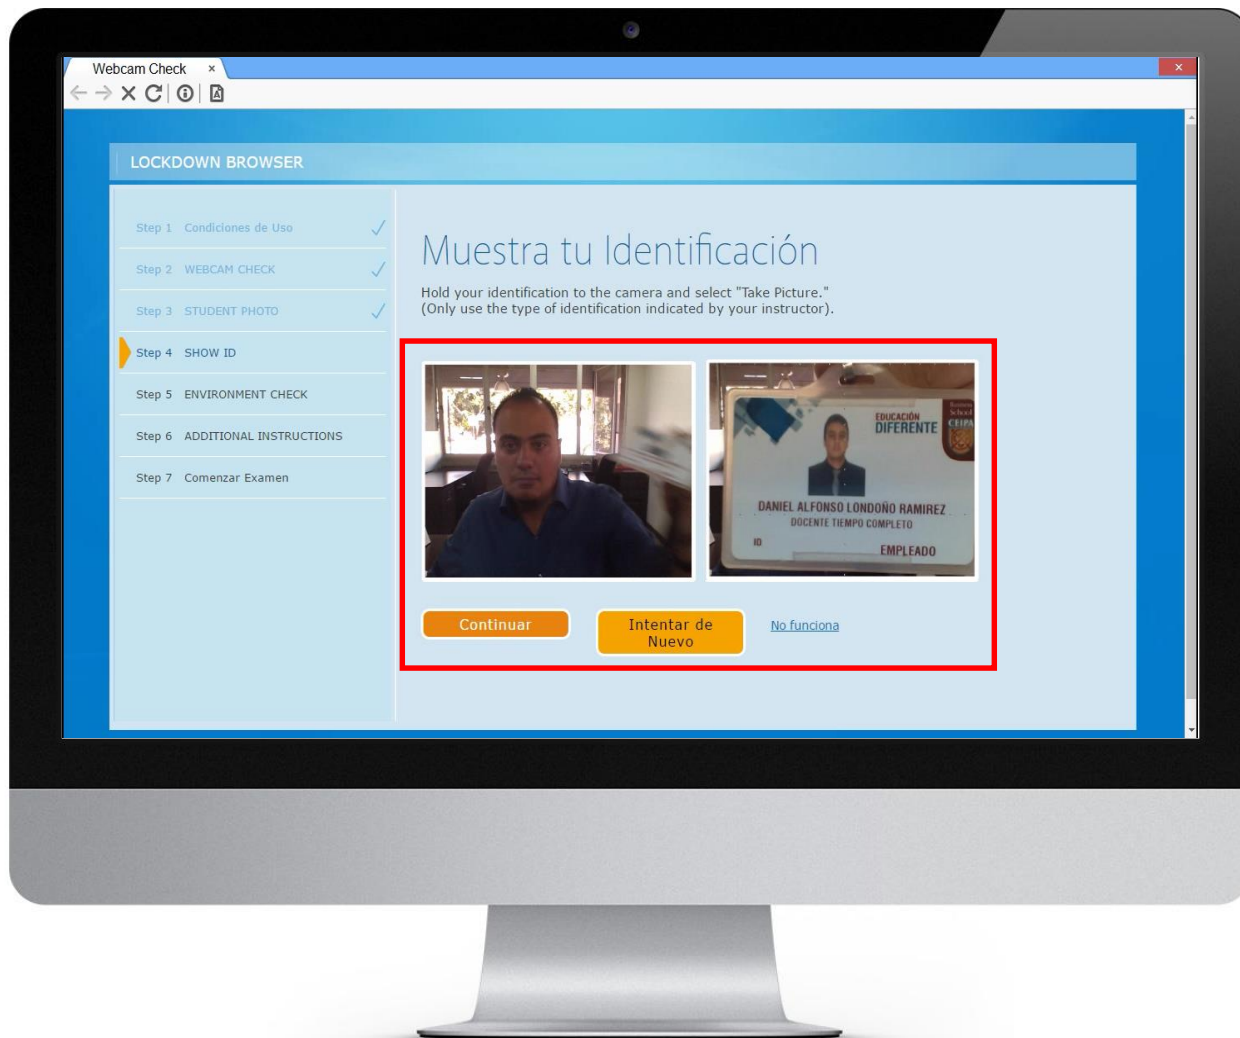 Webcam Check
LOCKDOWN BROWSER
Step 1 Condiciones de Uso
Step 2 WEBCAM CHECK
Step 3 STUDENT PHOTO
Step 4 SHOW ID
Step 5 ENVIRONMENT CHECK
Step 6 ADDITIONAL INSTRUCTIONS
Step 7 Comenzar Examen
Muestra tu Identificación
Hold your identification to the camera and select "Take Picture."
(Only use the type of identification indicated by your instructor).
EDUCACIÓN
DIFERENTE
Business
School
CEIPA
DANIEL ALFONSO LONDOÑO RAMIREZ
DOCENTE TIEMPO COMPLETO
ID
EMPLEADO
Continuar
Intentar de
Nuevo
No funciona